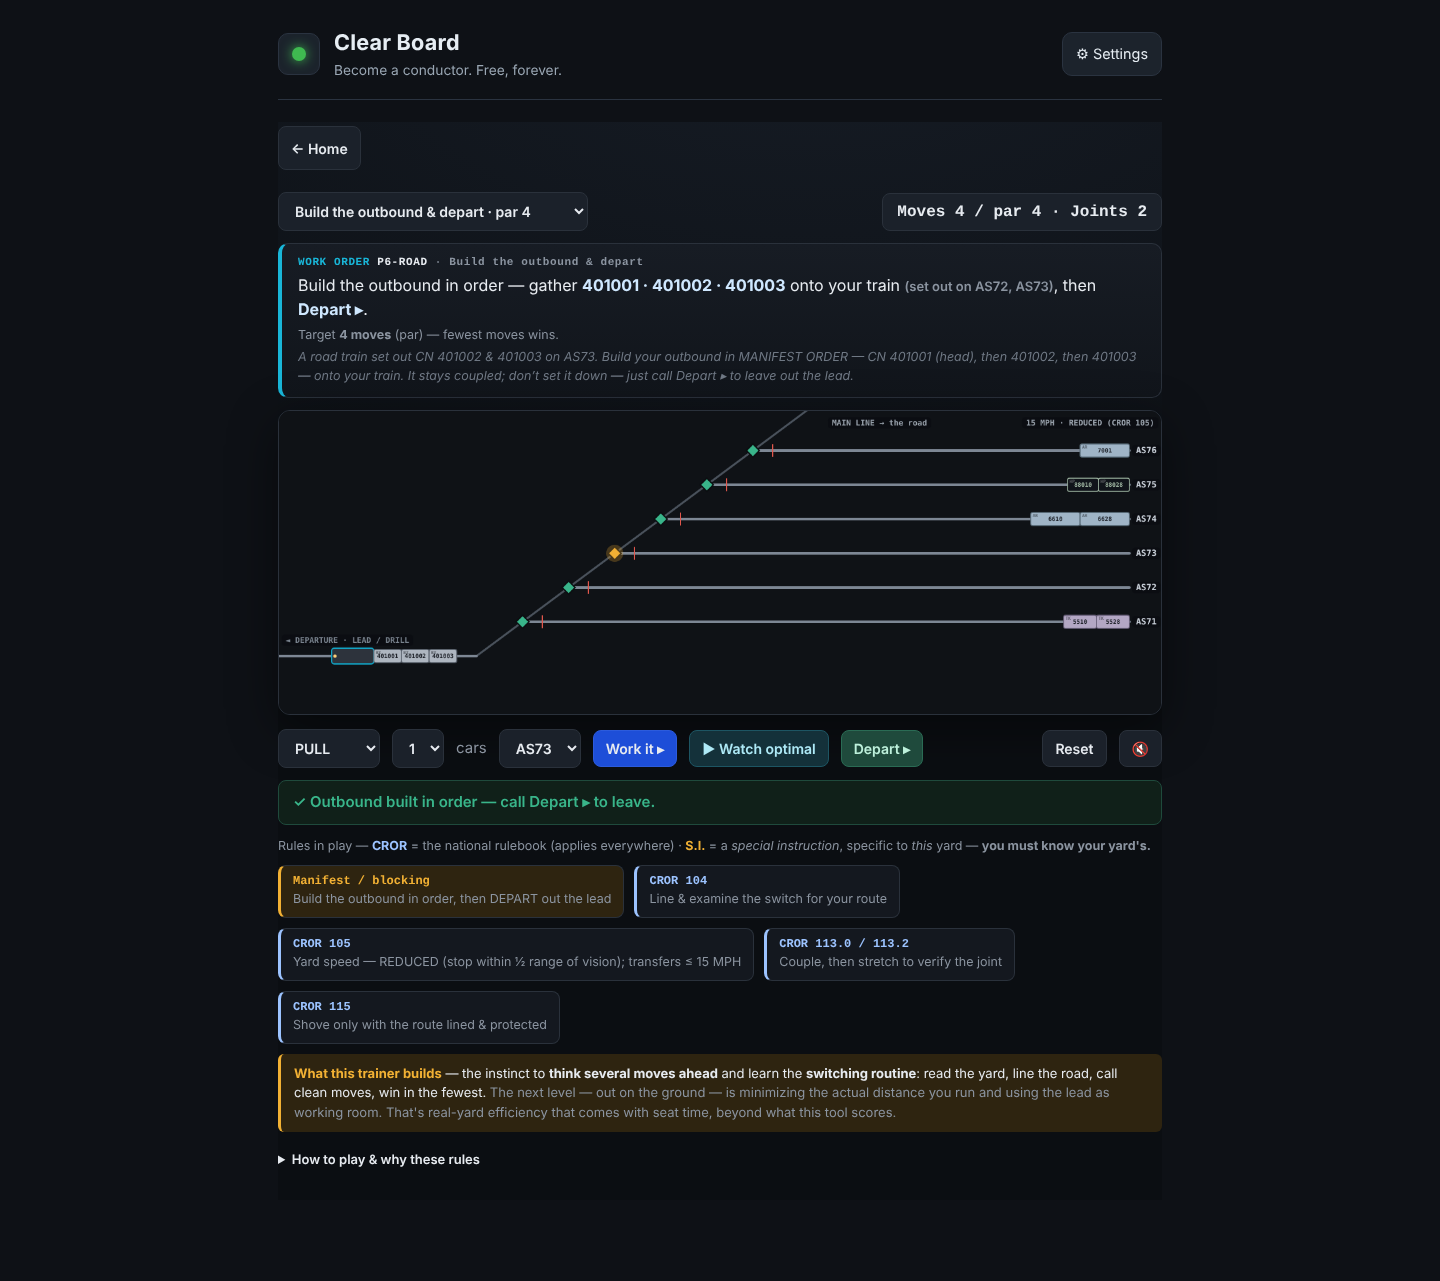 Clear Board
Become a conductor. Free, forever.
⚙ Settings
← Home
Build the outbound & depart · par 4
Moves 4 / par 4 · Joints 2
WORK ORDER P6-ROAD · Build the outbound & depart
Build the outbound in order — gather 401001 · 401002 · 401003 onto your train (set out on AS72, AS73), then
Depart ▸.
Target 4 moves (par) — fewest moves wins.
A road train set out CN 401002 & 401003 on AS73. Build your outbound in MANIFEST ORDER — CN 401001 (head), then 401002, then 401003
— onto your train. It stays coupled; don't set it down — just call Depart ▸ to leave out the lead.
MAIN LINE → the road
15 MPH · REDUCED (CROR 105)
7001
AS76
88010 88028
AS75
6610 6628
AS74
AS73
AS72
5510 5528
AS71
◄ DEPARTURE · LEAD / DRILL
401001 401002 401003
PULL
1
cars
AS73
Work it ▸
▶ Watch optimal
Depart ▸
Reset
✓ Outbound built in order — call Depart ▸ to leave.
Rules in play — CROR = the national rulebook (applies everywhere) · S.I. = a special instruction, specific to this yard — you must know your yard's.
Manifest / blocking
Build the outbound in order, then DEPART out the lead
CROR 104
Line & examine the switch for your route
CROR 105
Yard speed — REDUCED (stop within ½ range of vision); transfers ≤ 15 MPH
CROR 113.0 / 113.2
Couple, then stretch to verify the joint
CROR 115
Shove only with the route lined & protected
What this trainer builds — the instinct to think several moves ahead and learn the switching routine: read the yard, line the road, call
clean moves, win in the fewest. The next level — out on the ground — is minimizing the actual distance you run and using the lead as
working room. That's real-yard efficiency that comes with seat time, beyond what this tool scores.
▶ How to play & why these rules